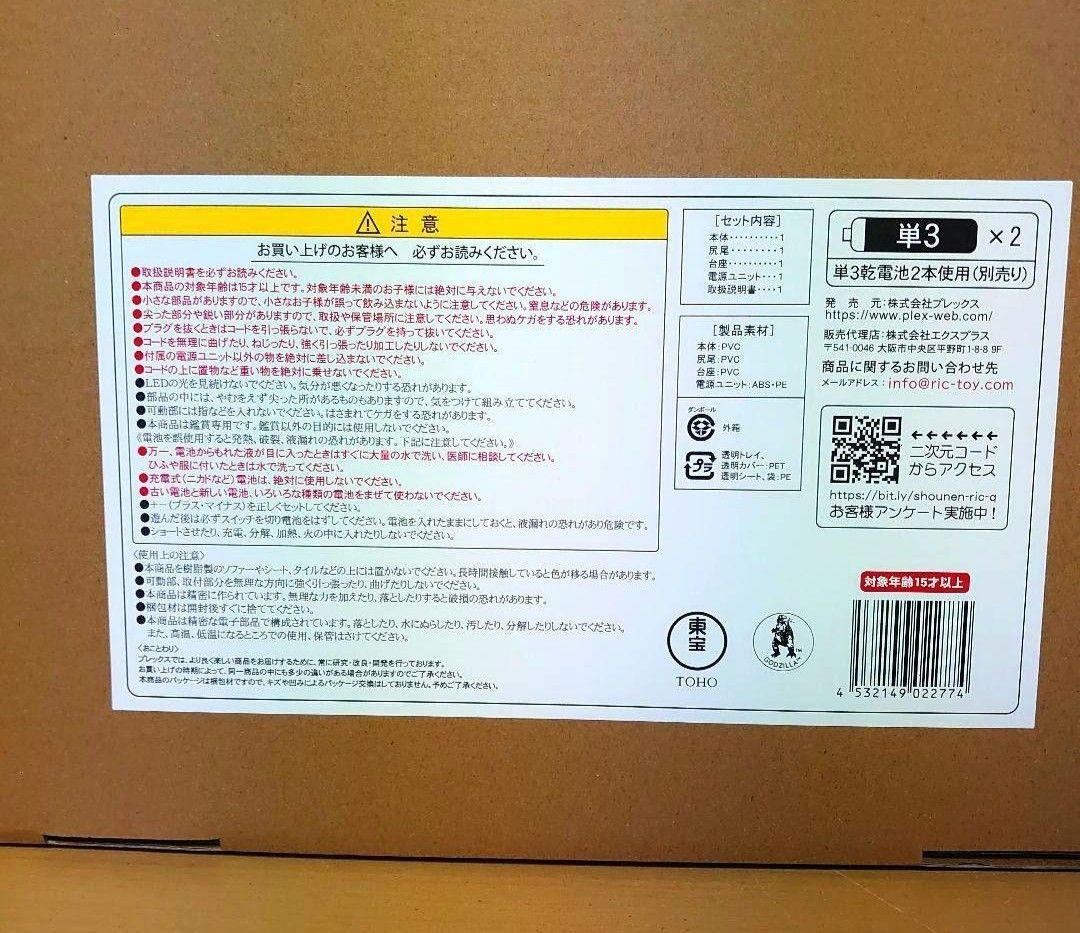 ⚠ 注意
お買い上げのお客様へ　必ずお読みください。
●取扱説明書を必ずお読みください。
●本商品の対象年齢は15才以上です。対象年齢未満のお子様には絶対に与えないでください。
●小さな部品がありますので、小さなお子様が誤って飲み込まないように注意してください。窒息などの危険があります。
●尖った部分や鋭い部分がありますので、取扱や保管場所に注意してください。思わぬケガをする恐れがあります。
●プラグを抜くときはコードを引っ張らないで、必ずプラグを持って抜いてください。
●コードを無理に曲げたり、ねじったり、強く引っ張ったり加工したりしないでください。
●付属の電源ユニット以外の物を絶対に差し込まないでください。
●コードの上に置物など重い物を絶対に乗せないでください。
●LEDの光を見続けないでください。気分が悪くなったりする恐れがあります。
●部品の中には、やむをえず尖った所があるものもありますので、気をつけて組み立ててください。
●可動部には指などを入れないでください。はさまれてケガをする恐れがあります。
●本商品は鑑賞専用です。鑑賞以外の目的には使用しないでください。
《電池を誤使用すると発熱、破裂、液漏れの恐れがあります。下記に注意してください。》
●万一、電池からもれた液が目に入ったときはすぐに大量の水で洗い、医師に相談してください。
ひふや服に付いたときは水で洗ってください。
●充電式(ニカドなど)電池は、絶対に使用しないでください。
●古い電池と新しい電池、いろいろな種類の電池をまぜて使わないでください。
●+-(プラス・マイナス)を正しくセットしてください。
●遊んだ後は必ずスイッチを切り電池をはずしてください。電池を入れたままにしておくと、液漏れの恐れがあり危険です。
●ショートさせたり、充電、分解、加熱、火の中に入れたりしないでください。
〈使用上の注意〉
●本商品を樹脂製のソファーやシート、タイルなどの上には置かないでください。長時間接触していると色が移る場合があります。
●可動部、取付部分を無理な方向に強く引っ張ったり、曲げたりしないでください。
●本商品は精密に作られています。無理な力を加えたり、落としたりすると破損の恐れがあります。
●梱包材は開封後すぐに捨ててください。
●本商品は精密な電子部品で構成されています。落としたり、水にぬらしたり、汚したり、分解したりしないでください。
また、高温、低温になるところでの使用、保管はさけてください。
〈おことわり〉
プレックスでは、より良く楽しい商品をお届けするために、常に研究・改良・開発を行っております。
お買い上げの時期によって、同一商品の中にも多少の違いがある場合がありますのでご了承ください。
本商品のパッケージは梱包材ですので、キズや凹みによるパッケージ交換はしておりません。予めご了承ください。
[セット内容]
本体・・・・・・・・・1
尻尾・・・・・・・・・1
台座・・・・・・・・・1
電源ユニット・・・1
取扱説明書・・・・1
[製品素材]
本体：PVC
尻尾：PVC
台座：PVC
電源ユニット：ABS・PE
ダンボール
外箱
プラ
透明トレイ、
透明カバー：PET
透明シート、袋：PE
単3 ×2
単3乾電池2本使用(別売り)
発　売　元：株式会社プレックス
https://www.plex-web.com/
販売代理店：株式会社エクスプラス
〒541-0046 大阪市中央区平野町1-8-8 9F
商品に関するお問い合わせ先
メールアドレス：info@ric-toy.com
←←←←←←
二次元コード
からアクセス
https://bit.ly/shounen-ric-q
お客様アンケート実施中！
対象年齢15才以上
東宝
TOHO
GODZILLA™
4 532149 022774